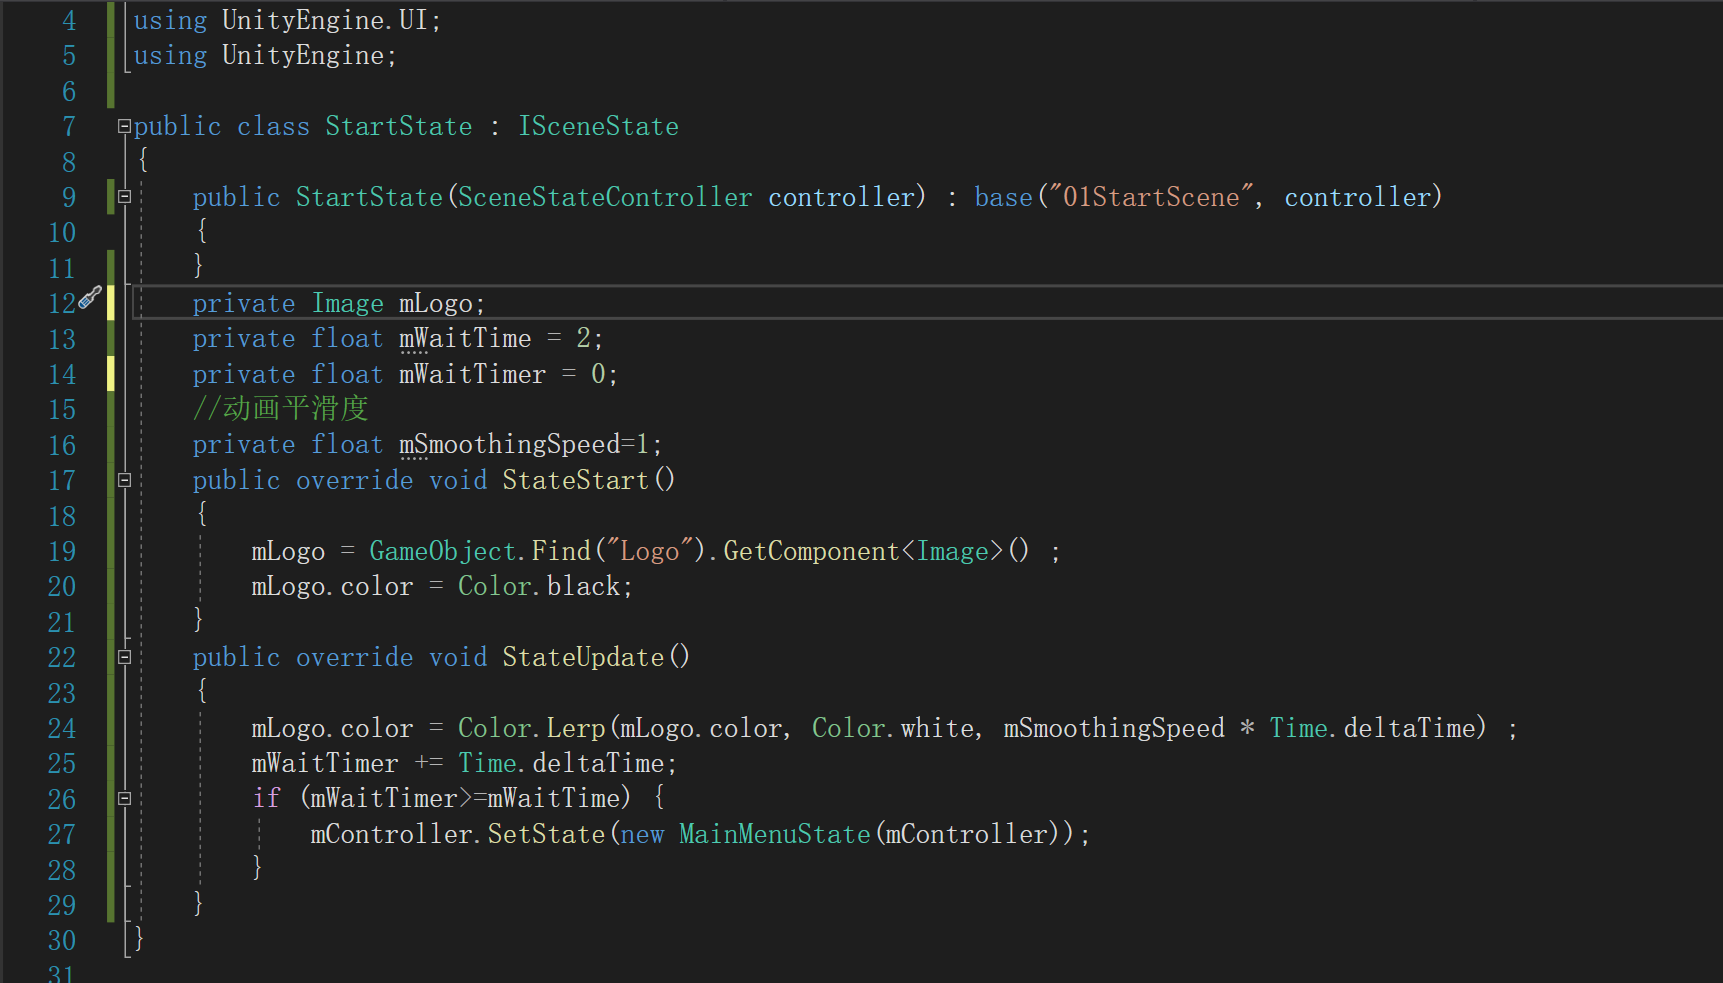 4 using UnityEngine.UI;
5 using UnityEngine;
6
7 public class StartState : ISceneState
8 {
9 public StartState(SceneStateController controller) : base("01StartScene", controller)
10 {
11 }
12 private Image mLogo;
13 private float mWaitTime = 2;
14 private float mWaitTimer = 0;
15 //动画平滑度
16 private float mSmoothingSpeed=1;
17 public override void StateStart()
18 {
19 mLogo = GameObject.Find("Logo").GetComponent<Image>() ;
20 mLogo.color = Color.black;
21 }
22 public override void StateUpdate()
23 {
24 mLogo.color = Color.Lerp(mLogo.color, Color.white, mSmoothingSpeed * Time.deltaTime) ;
25 mWaitTimer += Time.deltaTime;
26 if (mWaitTimer>=mWaitTime) {
27 mController.SetState(new MainMenuState(mController));
28 }
29 }
30 }
31